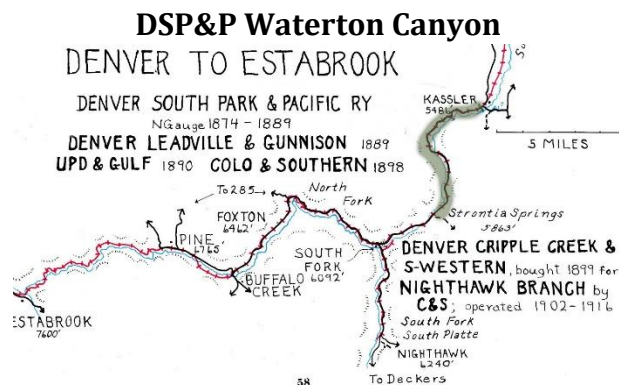 DSP&P Waterton Canyon
DENVER TO ESTABROOK
DENVER SOUTH PARK & PACIFIC RY
NGauge 1874 - 1889
DENVER LEADVILLE & GUNNISON 1889
UPD & GULF 1890 COLO & SOUTHERN 1898
KASSLER
5 MILES
To 285
North
Fork
FOXTON
6462'
PINE
6765
Strontia Springs
5863'
SOUTH
FORK
6092'
BUFFALO
CREEK
DENVER CRIPPLE CREEK &
S-WESTERN, bought 1899 for
NIGHTHAWK BRANCH by
C&S; operated 1902-1916
ESTABROOK
7600'
South Fork
South Platte
NIGHTHAWK
6240'
58
To Deckers